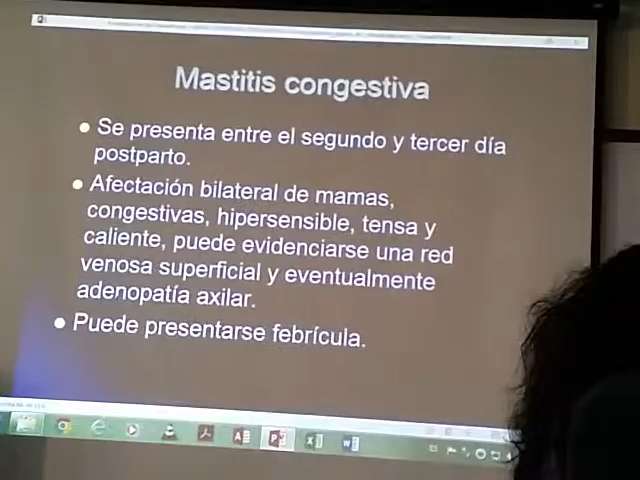 Mastitis congestiva
Se presenta entre el segundo y tercer día
postparto.
Afectación bilateral de mamas,
congestivas, hipersensible, tensa y
caliente, puede evidenciarse una red
venosa superficial y eventualmente
adenopatía axilar.
Puede presentarse febrícula.